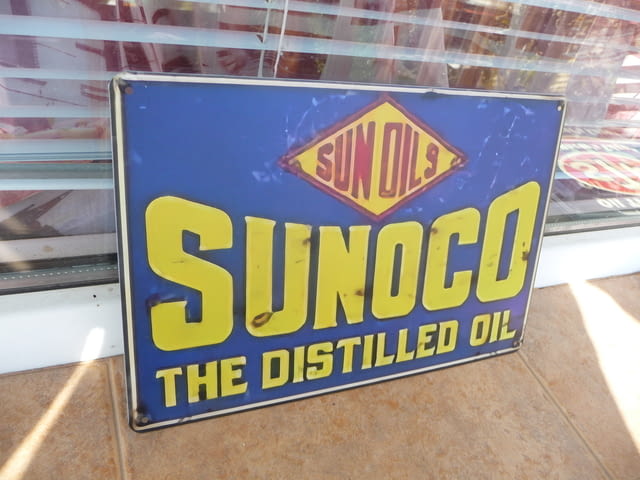 SUN OILS
SUNOCO
THE DISTILLED OIL